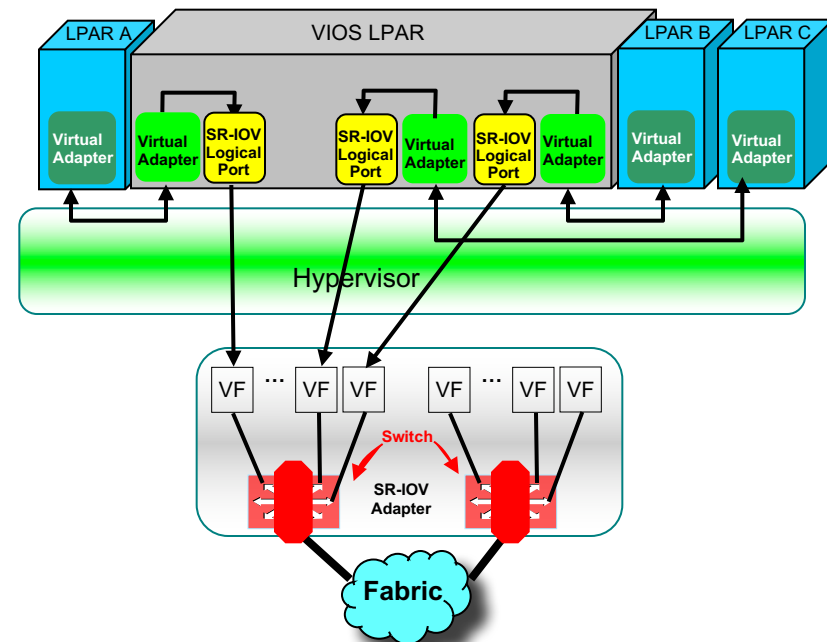 LPAR A
VIOS LPAR
LPAR B
LPAR C
Virtual
Adapter
Virtual
Adapter
SR-IOV
Logical
Port
SR-IOV
Logical
Port
Virtual
Adapter
SR-IOV
Logical
Port
Virtual
Adapter
Virtual
Adapter
Virtual
Adapter
Hypervisor
VF ... VF VF
VF ... VF VF
Switch
SR-IOV
Adapter
Fabric